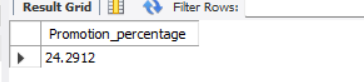 Result Grid Filter Rows:
Promotion_percentage
24.2912